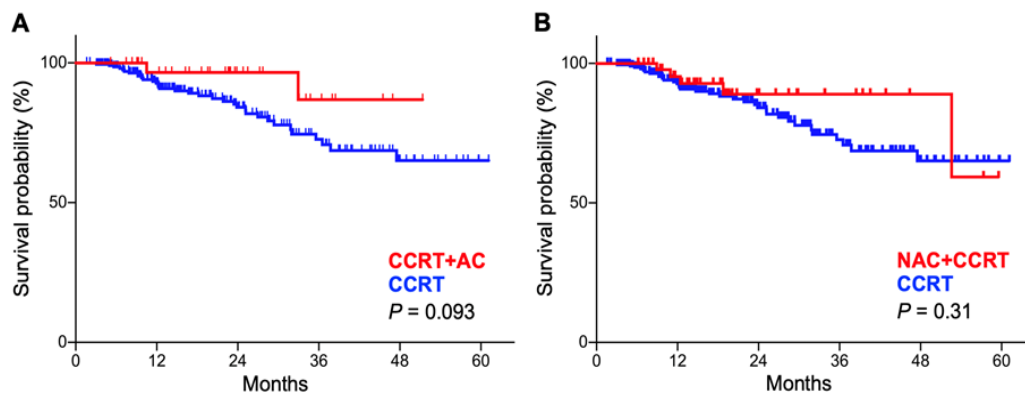 A
Survival probability (%)
100
50
0
0 12 24 36 48 60
Months
CCRT+AC
CCRT
P = 0.093
B
Survival probability (%)
100
50
0
0 12 24 36 48 60
Months
NAC+CCRT
CCRT
P = 0.31